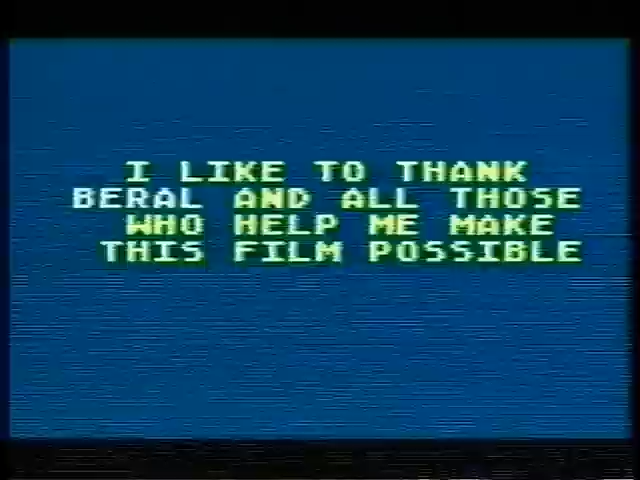 I LIKE TO THANK
BERAL AND ALL THOSE
WHO HELP ME MAKE
THIS FILM POSSIBLE